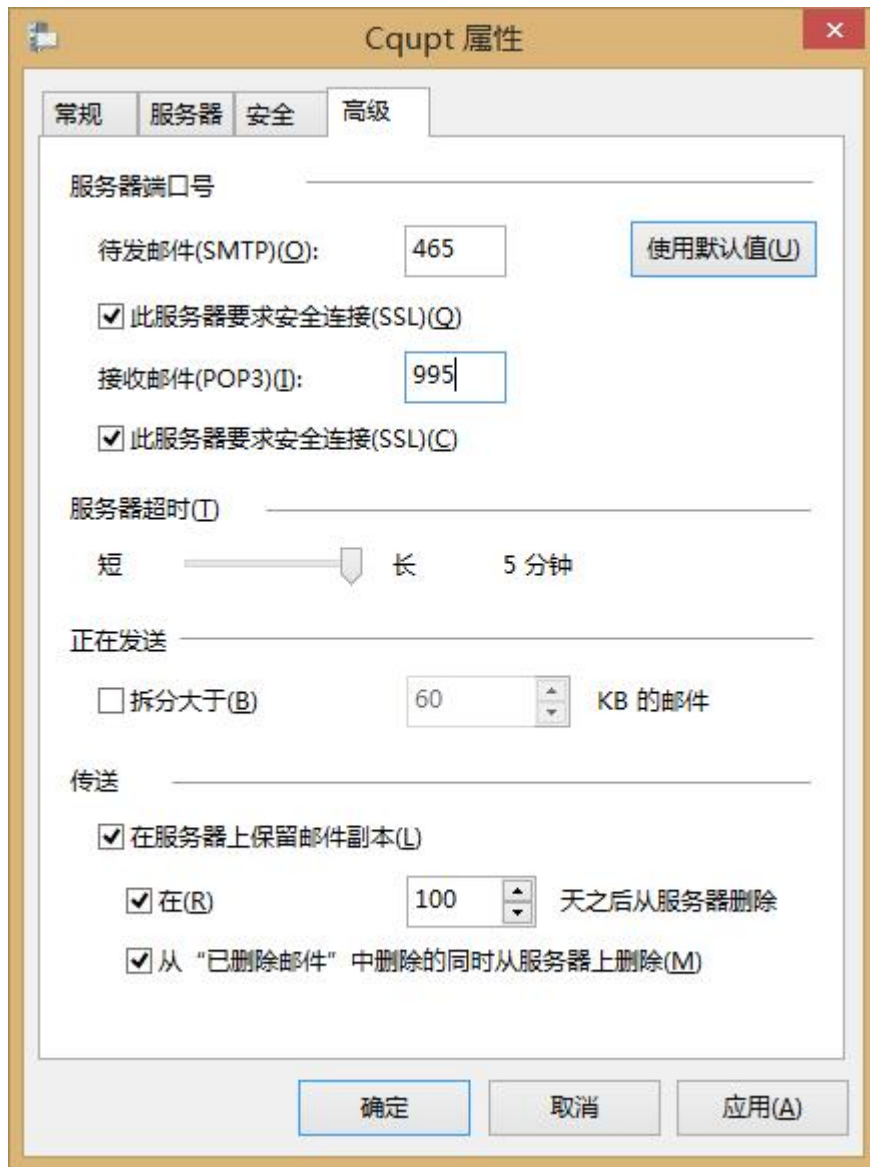 Cqupt 属性
常规 服务器 安全 高级
服务器端口号
待发邮件(SMTP)(O): 465 使用默认值(U)
此服务器要求安全连接(SSL)(Q)
接收邮件(POP3)(I): 995
此服务器要求安全连接(SSL)(C)
服务器超时(T)
短 长 5 分钟
正在发送
拆分大于(B) 60 KB 的邮件
传送
在服务器上保留邮件副本(L)
在(R) 100 天之后从服务器删除
从“已删除邮件”中删除的同时从服务器上删除(M)
确定 取消 应用(A)